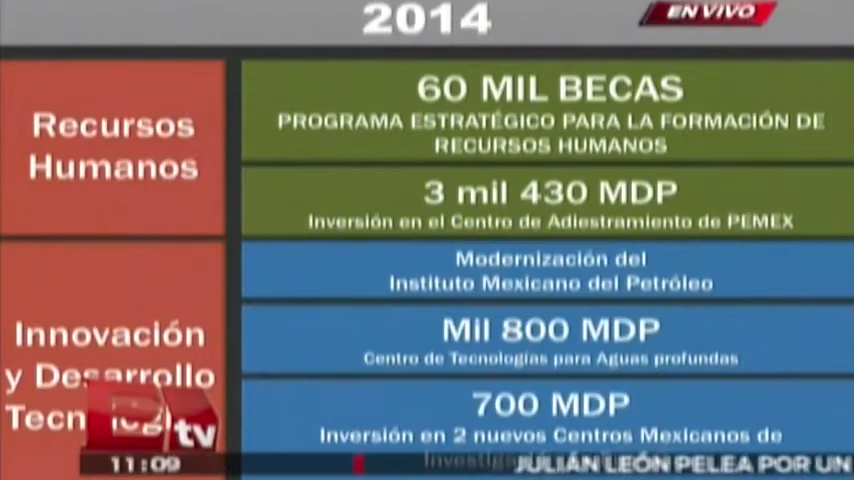 2014
EN VIVO
Recursos
Humanos
60 MIL BECAS
PROGRAMA ESTRATÉGICO PARA LA FORMACIÓN DE
RECURSOS HUMANOS
3 mil 430 MDP
Inversión en el Centro de Adiestramiento de PEMEX
Innovación
y Desarrollo
Modernización del
Instituto Mexicano del Petróleo
Mil 800 MDP
Centro de Tecnologías para Aguas profundas
700 MDP
Inversión en 2 nuevos Centros Mexicanos de
tv
11:09
JULIÁN LEÓN PELEA POR UN